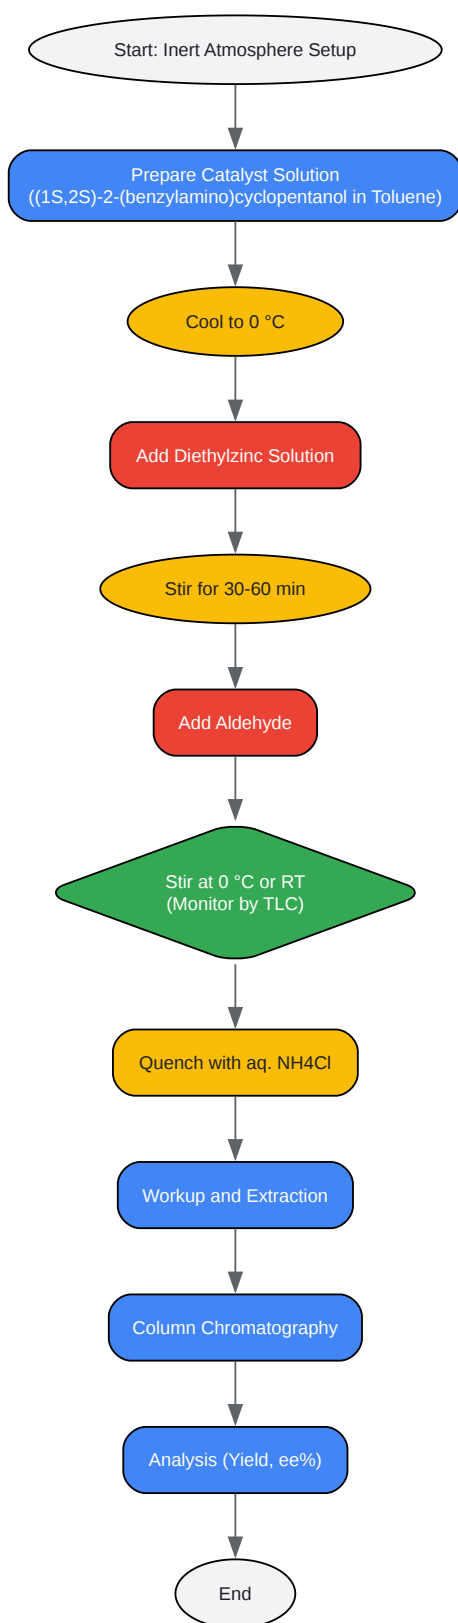 Start: Inert Atmosphere Setup
Prepare Catalyst Solution
((1S,2S)-2-(benzylamino)cyclopentanol in Toluene)
Cool to 0 °C
Add Diethylzinc Solution
Stir for 30-60 min
Add Aldehyde
Stir at 0 °C or RT
(Monitor by TLC)
Quench with aq. NH4Cl
Workup and Extraction
Column Chromatography
Analysis (Yield, ee%)
End